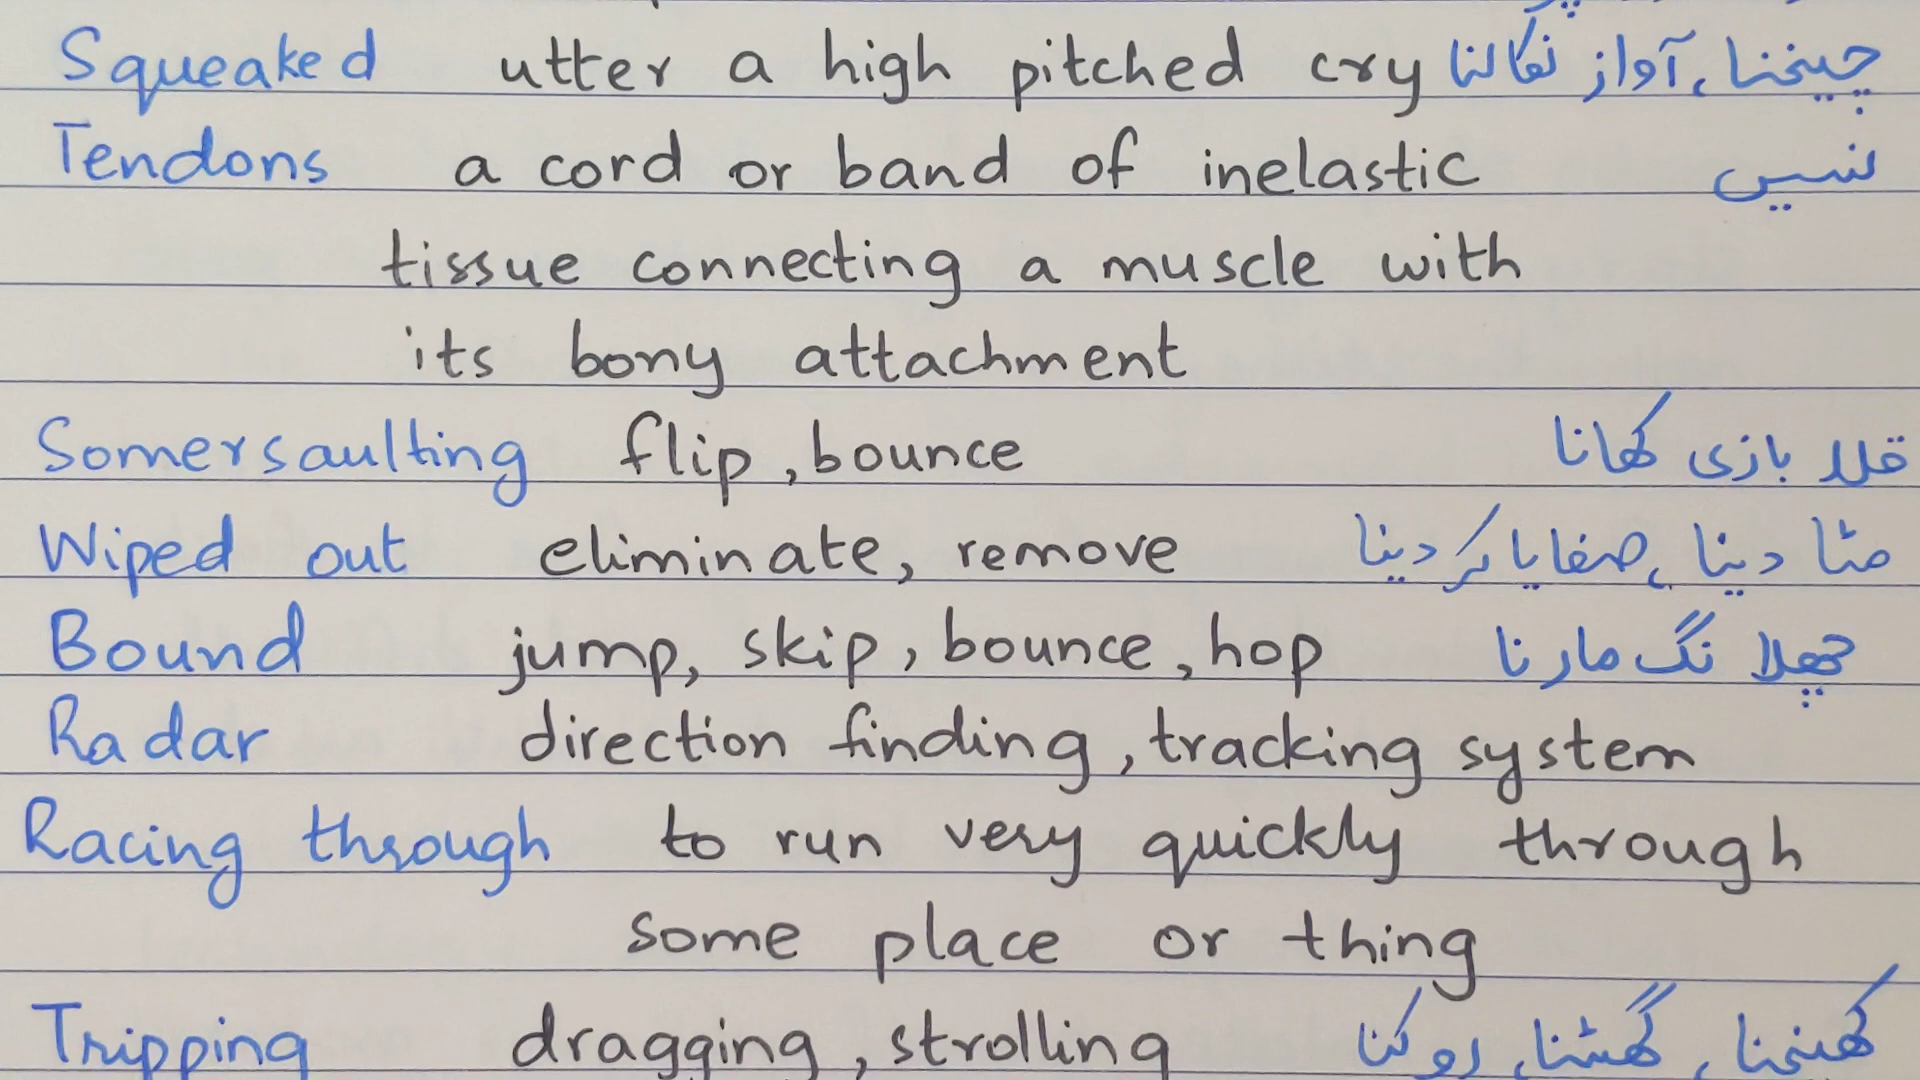 Squeaked utter a high pitched cry چیخنا، آواز نکالنا
Tendons a cord or band of inelastic نسیں
tissue connecting a muscle with
its bony attachment
Somersaulting flip, bounce قلا بازی کھانا
Wiped out eliminate, remove مٹا دینا، صفایا کر دینا
Bound jump, skip, bounce, hop چھلا نگ مارنا
Radar direction finding, tracking system
Racing through to run very quickly through
some place or thing
Tripping dragging, strolling کھینچنا، گھسٹنا، روکنا